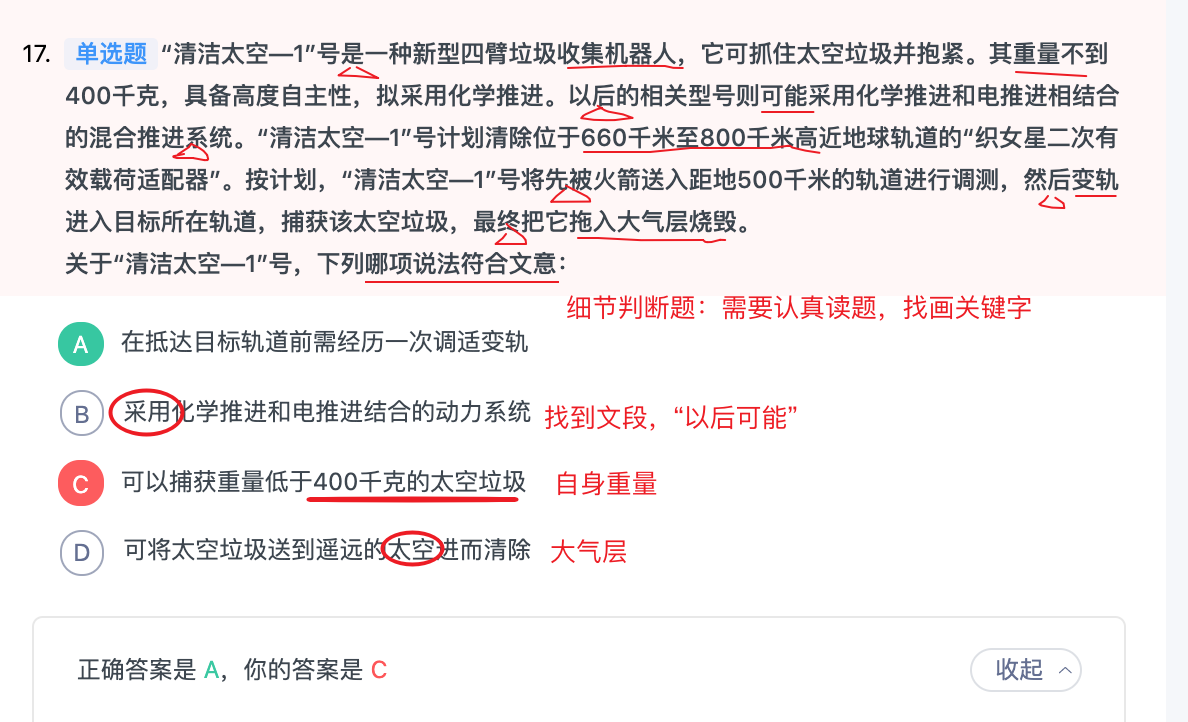 17. 单选题 “清洁太空—1”号是一种新型四臂垃圾收集机器人，它可抓住太空垃圾并抱紧。其重量不到
400千克，具备高度自主性，拟采用化学推进。以后的相关型号则可能采用化学推进和电推进相结合
的混合推进系统。“清洁太空—1”号计划清除位于660千米至800千米高近地球轨道的“织女星二次有
效载荷适配器”。按计划，“清洁太空—1”号将先被火箭送入距地500千米的轨道进行调测，然后变轨
进入目标所在轨道，捕获该太空垃圾，最终把它拖入大气层烧毁。
关于“清洁太空—1”号，下列哪项说法符合文意：
细节判断题：需要认真读题，找画关键字
A 在抵达目标轨道前需经历一次调适变轨
B 采用化学推进和电推进结合的动力系统 找到文段，“以后可能”
C 可以捕获重量低于400千克的太空垃圾 自身重量
D 可将太空垃圾送到遥远的太空进而清除 大气层
正确答案是 A，你的答案是 C 收起